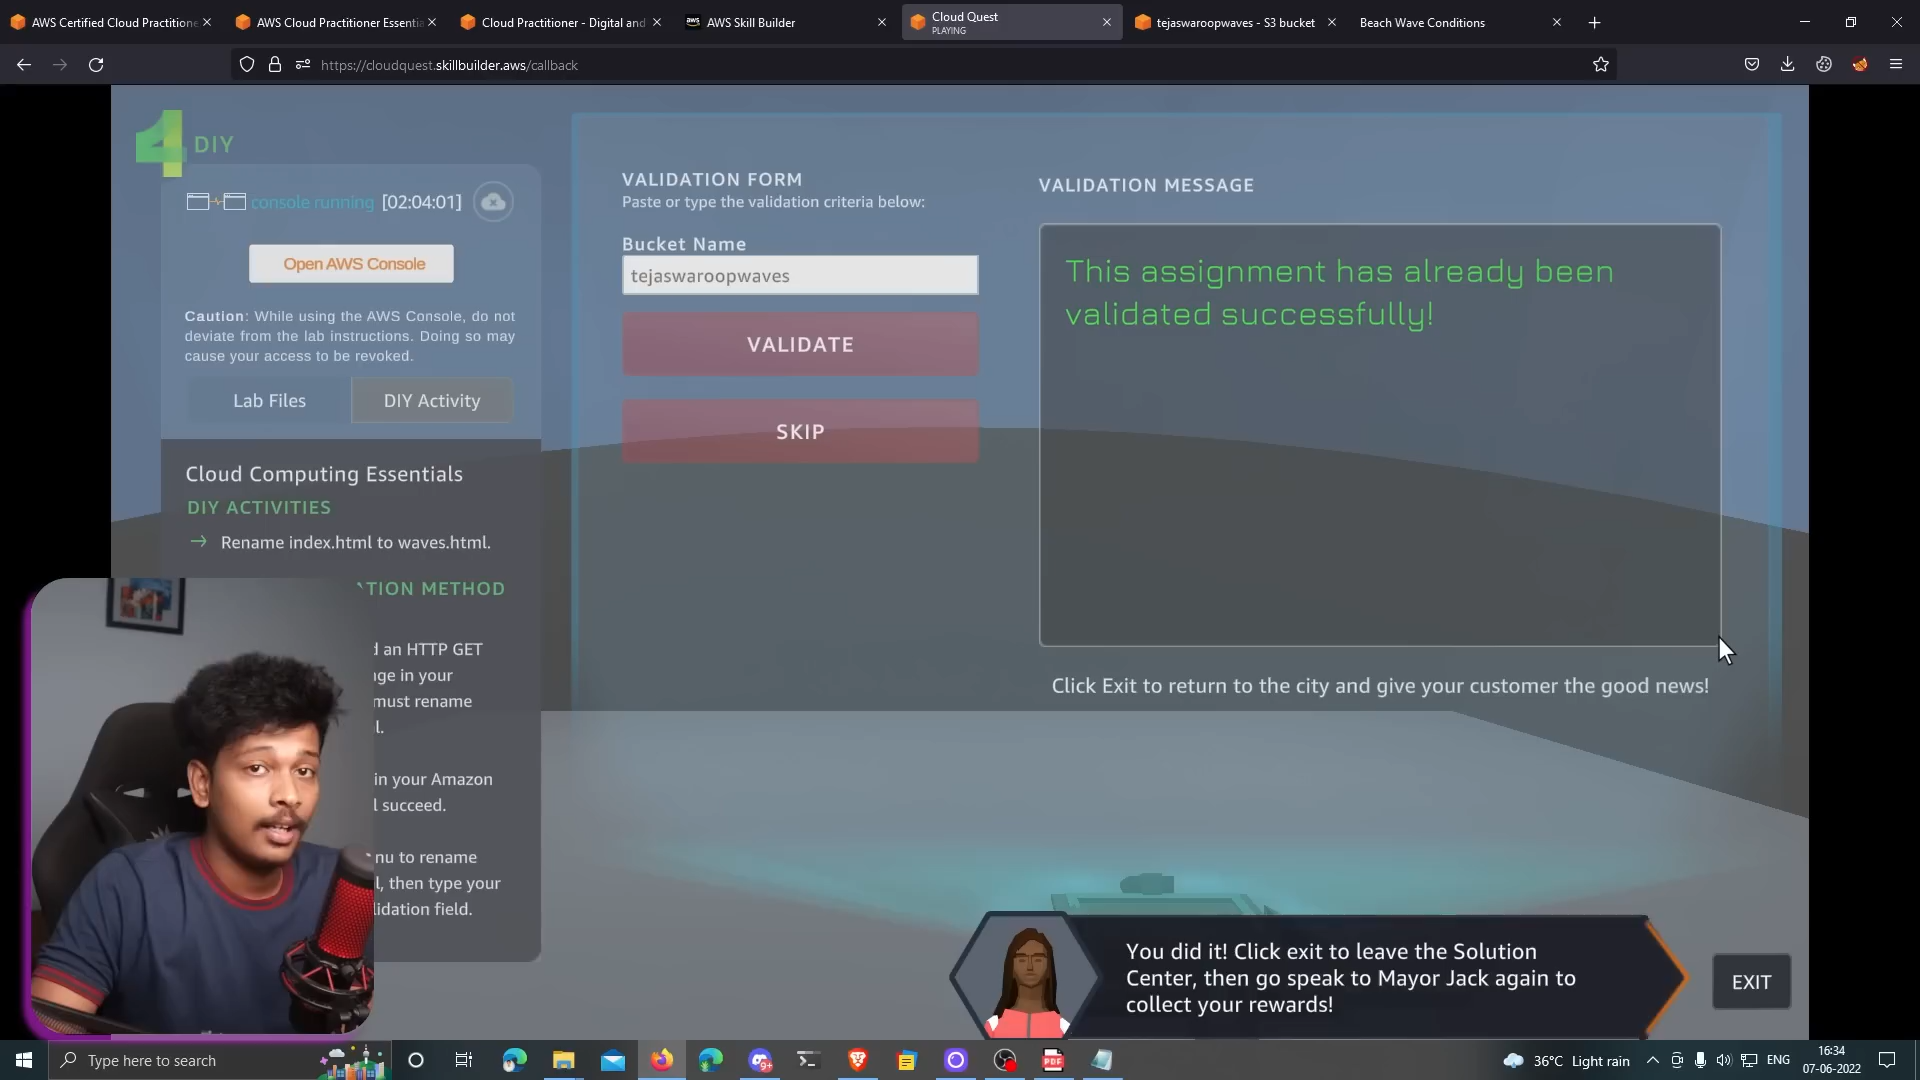 AWS Certified Cloud Practitione
AWS Cloud Practitioner Essentia
Cloud Practitioner - Digital and
aws
AWS Skill Builder
Cloud Quest
PLAYING
tejaswaroopwaves - S3 bucket
Beach Wave Conditions
https://cloudquest.skillbuilder.aws/callback
4 DIY
console running [02:04:01]
Open AWS Console
Caution: While using the AWS Console, do not
deviate from the lab instructions. Doing so may
cause your access to be revoked.
Lab Files
DIY Activity
Cloud Computing Essentials
DIY ACTIVITIES
→ Rename index.html to waves.html.
TION METHOD
d an HTTP GET
nge in your
must rename
l.
in your Amazon
l succeed.
nu to rename
l, then type your
lidation field.
VALIDATION FORM
Paste or type the validation criteria below:
Bucket Name
tejaswaroopwaves
VALIDATE
SKIP
VALIDATION MESSAGE
This assignment has already been
validated successfully!
Click Exit to return to the city and give your customer the good news!
You did it! Click exit to leave the Solution
Center, then go speak to Mayor Jack again to
collect your rewards!
EXIT
Type here to search
9+
PDF
36°C Light rain
ENG
16:34
07-06-2022